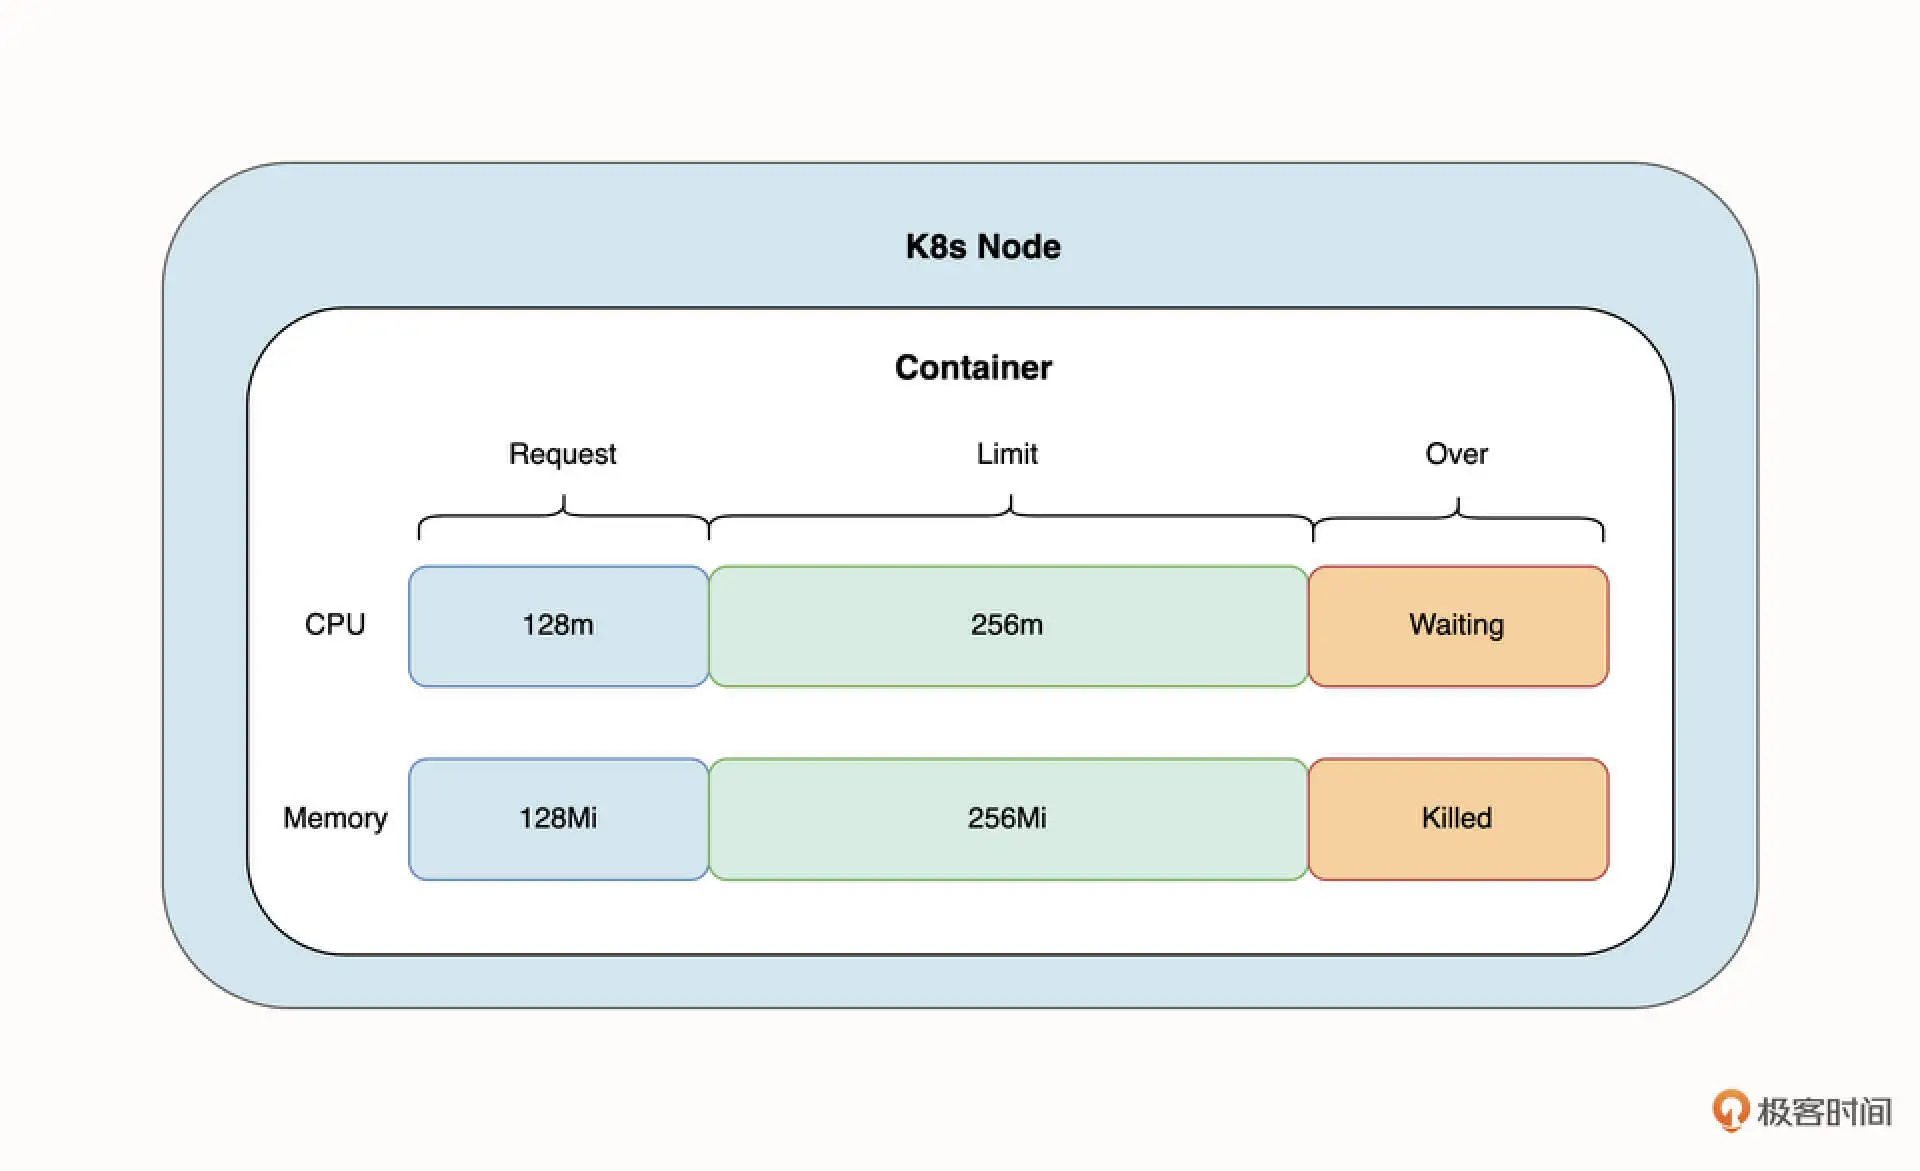 K8s Node
Container
Request Limit Over
CPU 128m 256m Waiting
Memory 128Mi 256Mi Killed
极客时间